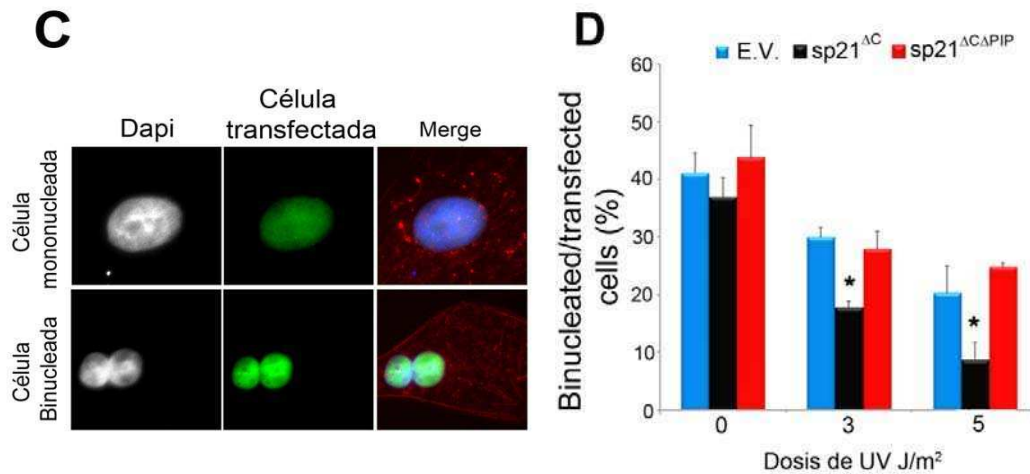 C
Célula
Dapi transfectada Merge
Célula
mononucleada
Célula
Binucleada
D
E.V. sp21ΔC sp21ΔCΔPIP
Binucleated/transfected
cells (%)
60
50
40
30
20
10
0
*
*
0 3 5
Dosis de UV J/m²